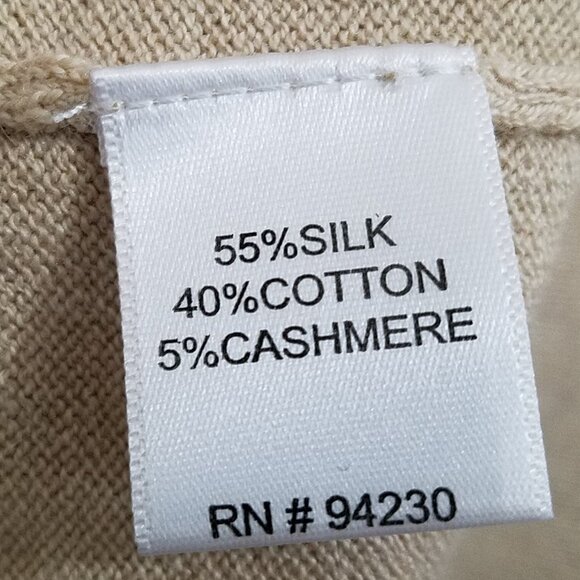 55%SILK
40%COTTON
5%CASHMERE
RN # 94230